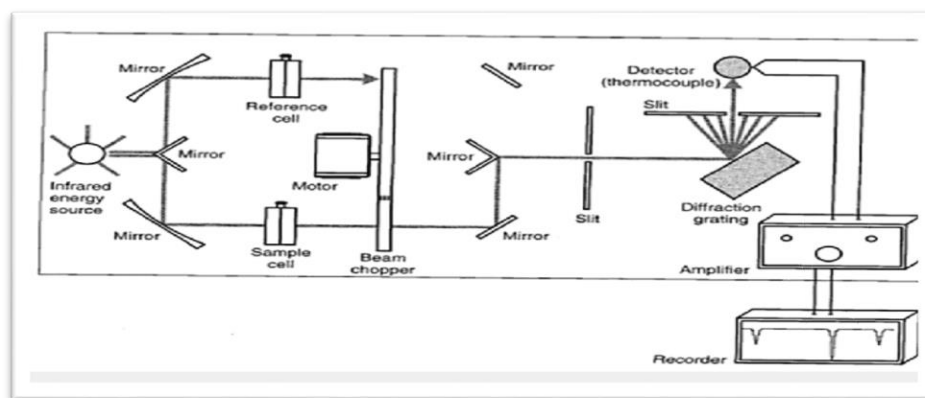 Mirror
Reference
cell
Mirror
Detector
(thermocouple)
Slit
Infrared
energy
source
Mirror
Motor
Mirror
Slit
Diffraction
grating
Mirror
Sample
cell
Beam
chopper
Mirror
Amplifier
Recorder